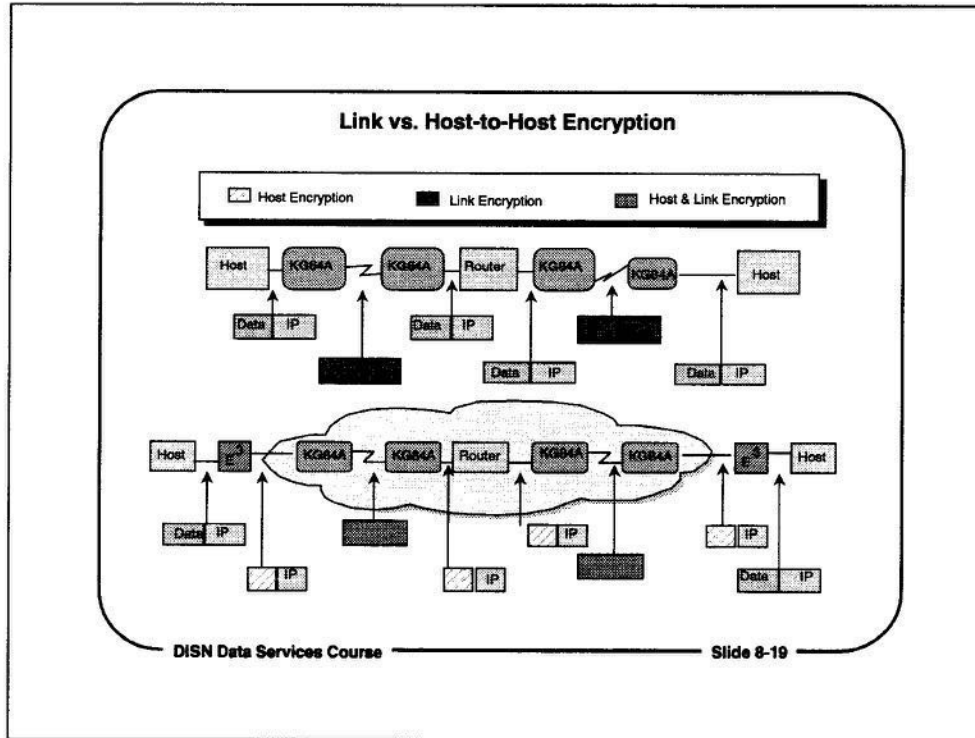 Link vs. Host-to-Host Encryption
Host Encryption Link Encryption Host & Link Encryption
Host KG84A KG84A Router KG84A KG84A Host
Data IP Data IP
Data IP Data IP
Host E3 KG84A KG84A Router KG84A KG84A E3 Host
Data IP IP IP
IP IP Data IP
DISN Data Services Course Slide 8-19